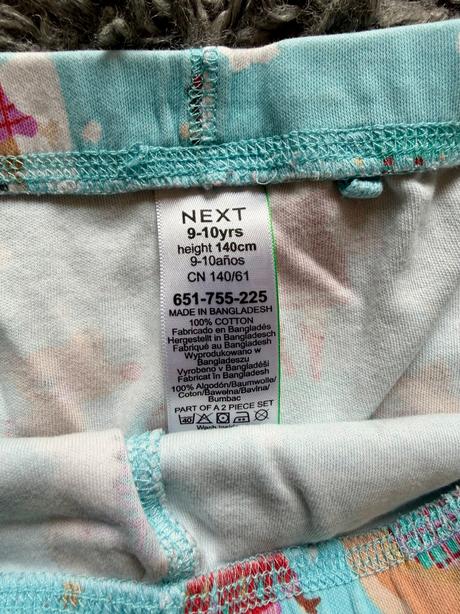 NEXT
9-10yrs
height 140cm
9-10años
CN 140/61
651-755-225
MADE IN BANGLADESH
100% COTTON
Fabricado en Bangladés
Hergestellt in Bangladesch
Fabriqué au Bangladesh
Wyprodukowano w
Bangladeszu
Vyrobeno v Bangladéši
Fabricat în Bangladesh
100% Algodón/Baumwolle/
Coton/Bawełna/Bavlna/
Bumbac
PART OF A 2 PIECE SET
40
Wash